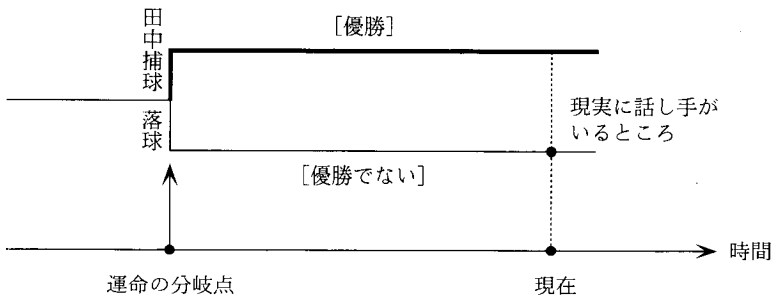 田中捕球
[優勝]
落球
現実に話し手が
いるところ
[優勝でない]
時間
運命の分岐点
現在